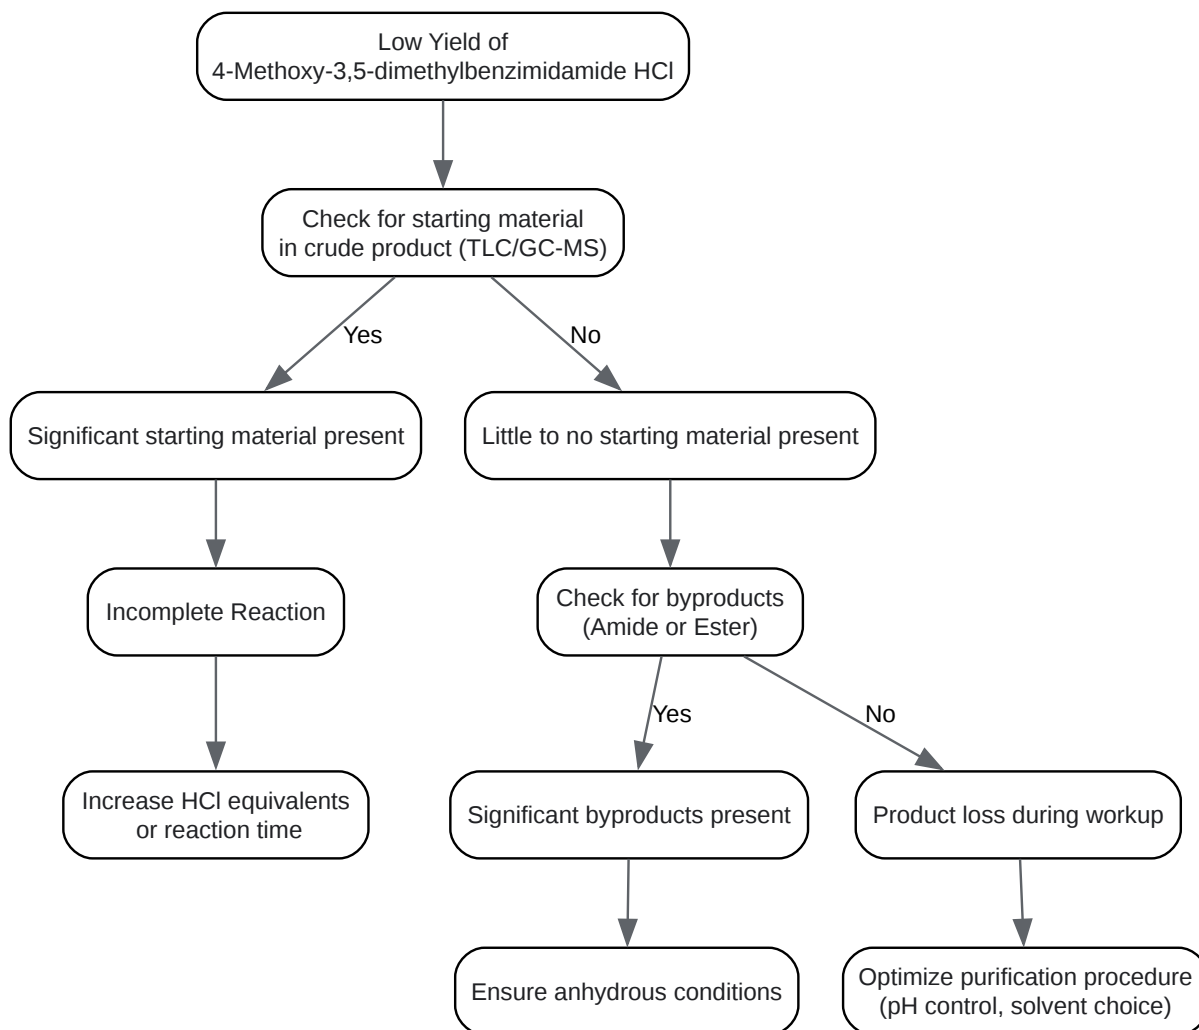 Low Yield of
4-Methoxy-3,5-dimethylbenzimidamide HCl
Check for starting material
in crude product (TLC/GC-MS)
Yes
No
Significant starting material present
Little to no starting material present
Incomplete Reaction
Check for byproducts
(Amide or Ester)
Yes
No
Increase HCl equivalents
or reaction time
Significant byproducts present
Product loss during workup
Ensure anhydrous conditions
Optimize purification procedure
(pH control, solvent choice)